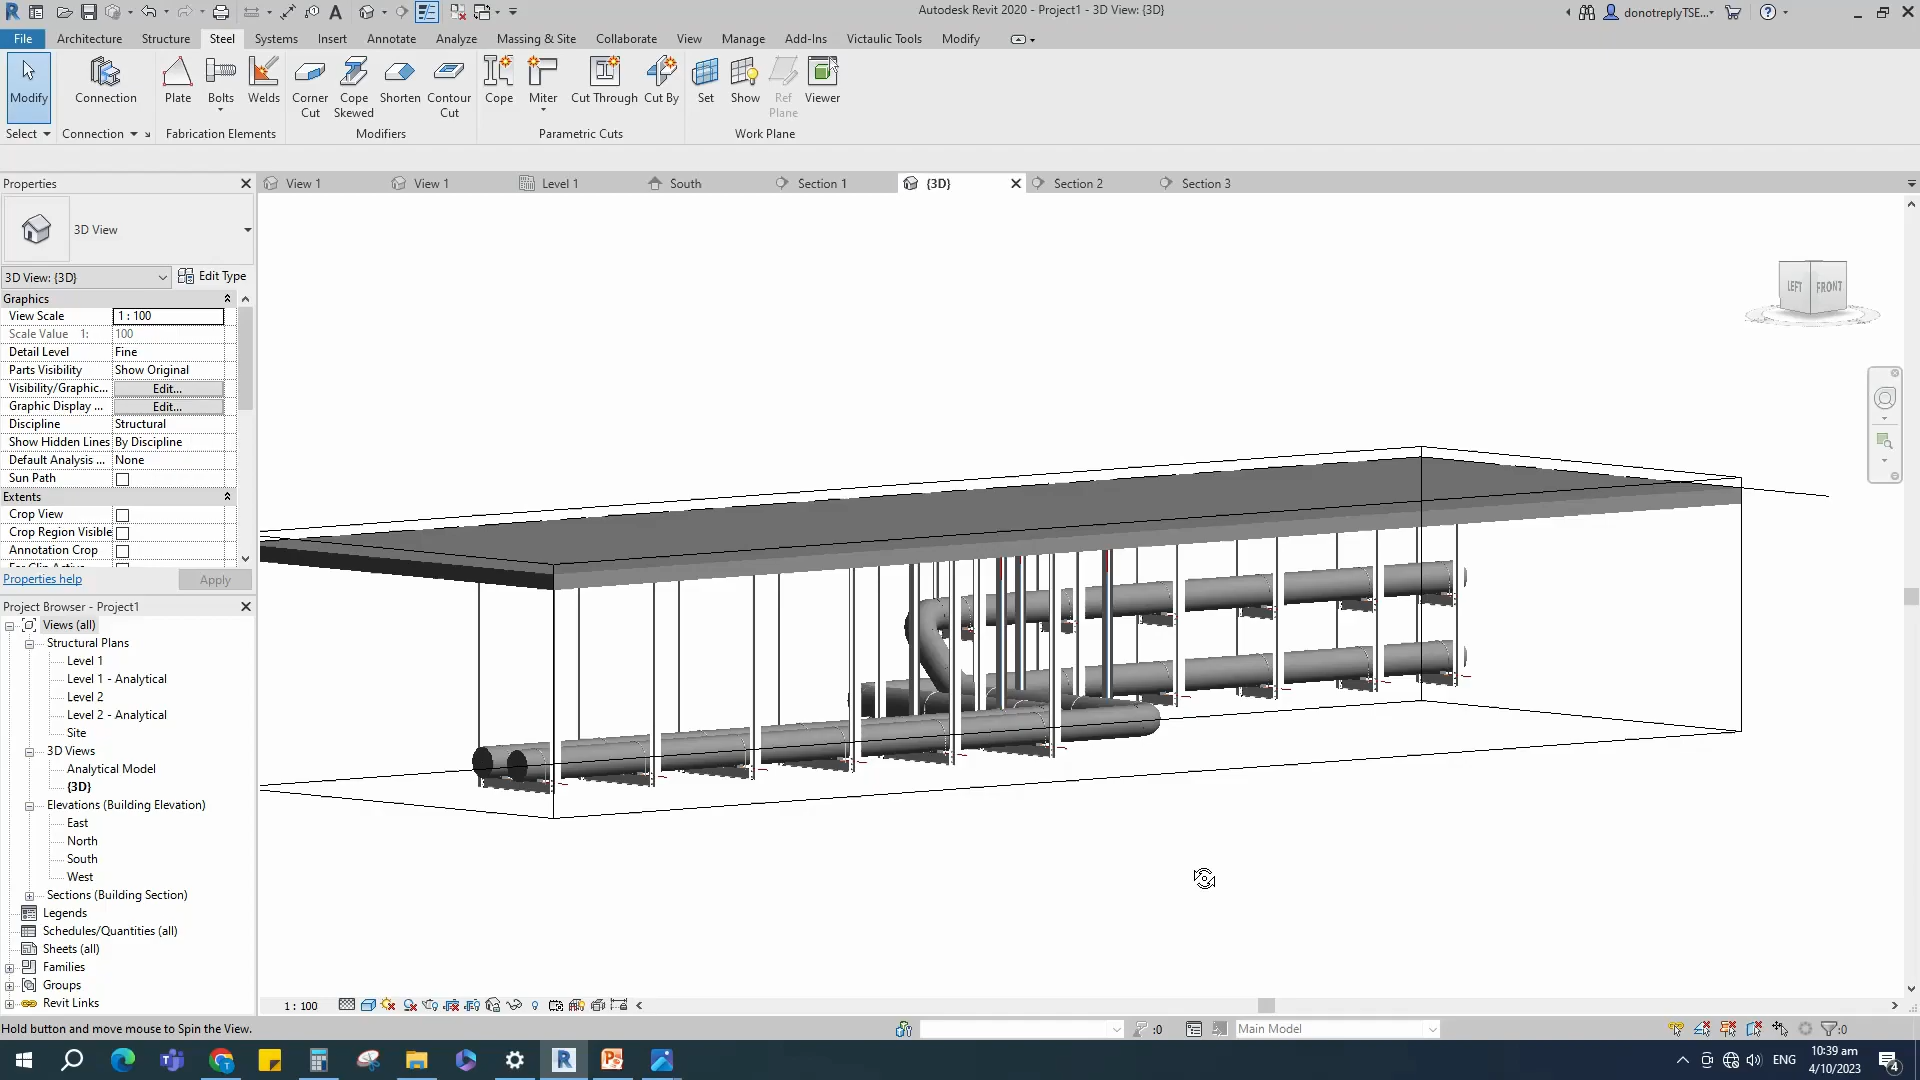 Autodesk Revit 2020 - Project1 - 3D View: {3D}
donotreplyTSE...
File Architecture Structure Steel Systems Insert Annotate Analyze Massing & Site Collaborate View Manage Add-Ins Victaulic Tools Modify
Modify Connection Plate Bolts Welds Corner Cut Cope Skewed Shorten Contour Cut Cope Miter Cut Through Cut By Set Show Ref Plane Viewer
Select Connection Fabrication Elements Modifiers Parametric Cuts Work Plane
Properties
View 1 View 1 Level 1 South Section 1 {3D} Section 2 Section 3
3D View
3D View: {3D} Edit Type
Graphics
View Scale 1 : 100
Scale Value 1: 100
Detail Level Fine
Parts Visibility Show Original
Visibility/Graphic... Edit...
Graphic Display ... Edit...
Discipline Structural
Show Hidden Lines By Discipline
Default Analysis ... None
Sun Path
Extents
Crop View
Crop Region Visible
Annotation Crop
Properties help Apply
LEFT FRONT
Project Browser - Project1
Views (all)
Structural Plans
Level 1
Level 1 - Analytical
Level 2
Level 2 - Analytical
Site
3D Views
Analytical Model
{3D}
Elevations (Building Elevation)
East
North
South
West
Sections (Building Section)
Legends
Schedules/Quantities (all)
Sheets (all)
Families
Groups
Revit Links
1 : 100
Hold button and move mouse to Spin the View.
:0 Main Model :0
ENG 10:39 am
4/10/2023
4